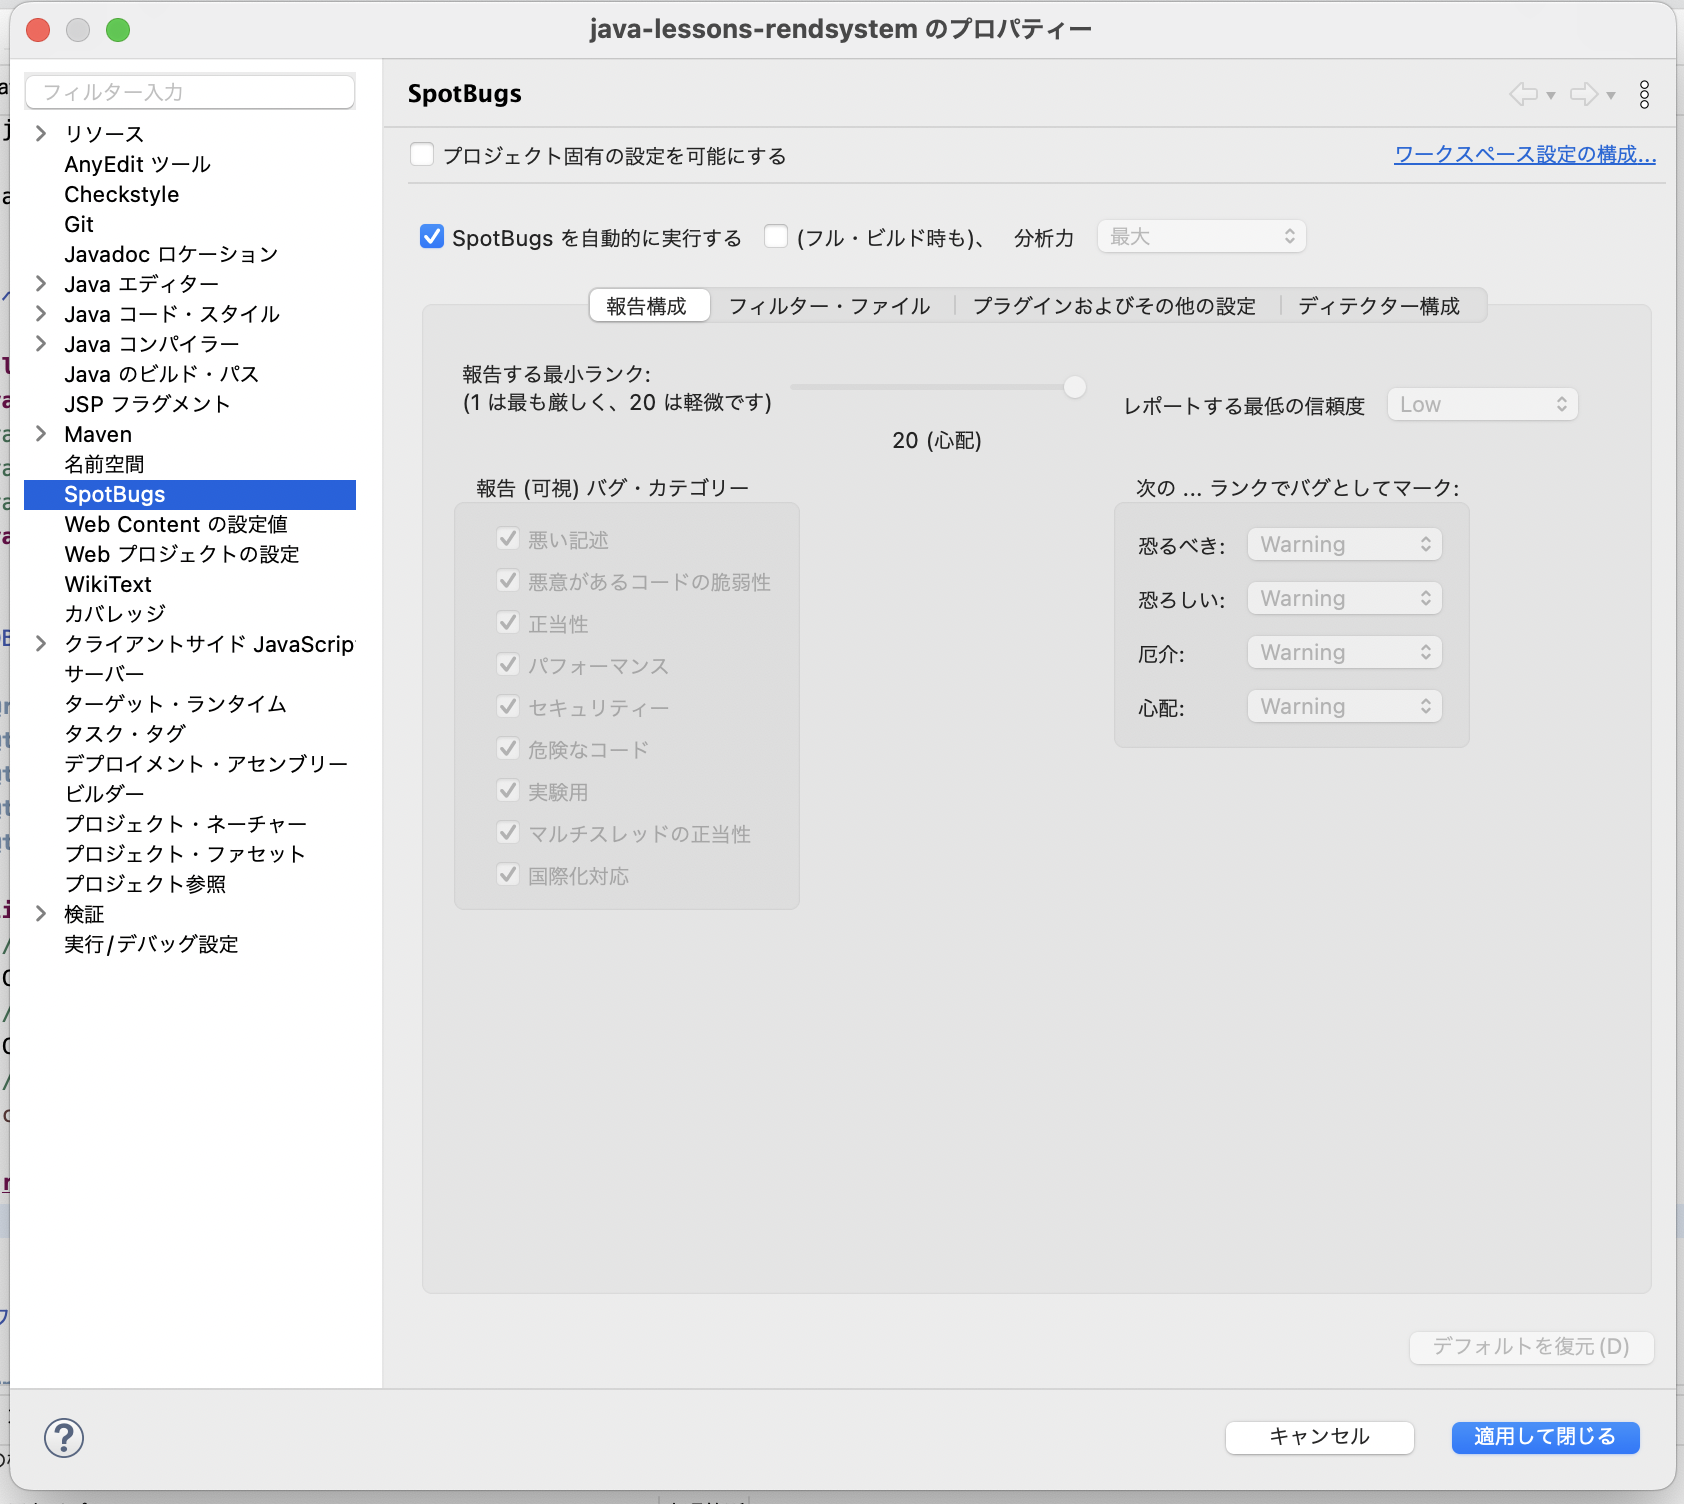 java-lessons-rendsystem のプロパティー
フィルター入力
リソース
AnyEdit ツール
Checkstyle
Git
Javadoc ロケーション
Java エディター
Java コード・スタイル
Java コンパイラー
Java のビルド・パス
JSP フラグメント
Maven
名前空間
SpotBugs
Web Content の設定値
Web プロジェクトの設定
WikiText
カバレッジ
クライアントサイド JavaScrip
サーバー
ターゲット・ランタイム
タスク・タグ
デプロイメント・アセンブリー
ビルダー
プロジェクト・ネーチャー
プロジェクト・ファセット
プロジェクト参照
検証
実行/デバッグ設定
SpotBugs
プロジェクト固有の設定を可能にする
ワークスペース設定の構成...
SpotBugs を自動的に実行する (フル・ビルド時も)、 分析力 最大
報告構成 フィルター・ファイル プラグインおよびその他の設定 ディテクター構成
報告する最小ランク:
(1 は最も厳しく、20 は軽微です)
20 (心配)
レポートする最低の信頼度 Low
報告 (可視) バグ・カテゴリー
悪い記述
悪意があるコードの脆弱性
正当性
パフォーマンス
セキュリティー
危険なコード
実験用
マルチスレッドの正当性
国際化対応
次の ... ランクでバグとしてマーク:
恐るべき: Warning
恐ろしい: Warning
厄介: Warning
心配: Warning
デフォルトを復元 (D)
キャンセル
適用して閉じる